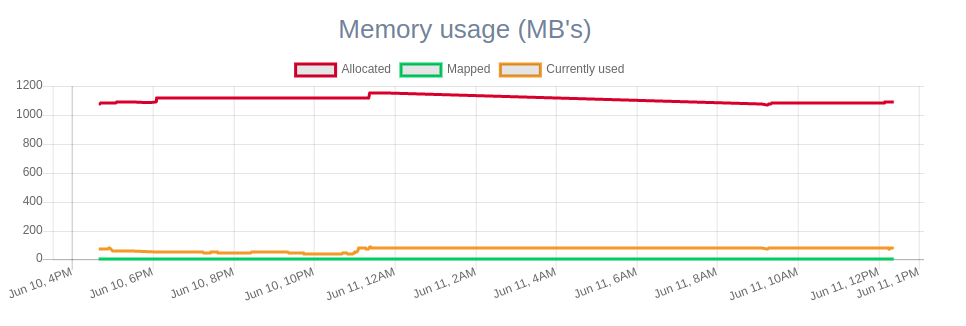 Memory usage (MB's)
Allocated Mapped Currently used
1200
1000
800
600
400
200
0
Jun 10, 4PM Jun 10, 6PM Jun 10, 8PM Jun 10, 10PM Jun 11, 12AM Jun 11, 2AM Jun 11, 4AM Jun 11, 6AM Jun 11, 8AM Jun 11, 10AM Jun 11, 12PM Jun 11, 1PM